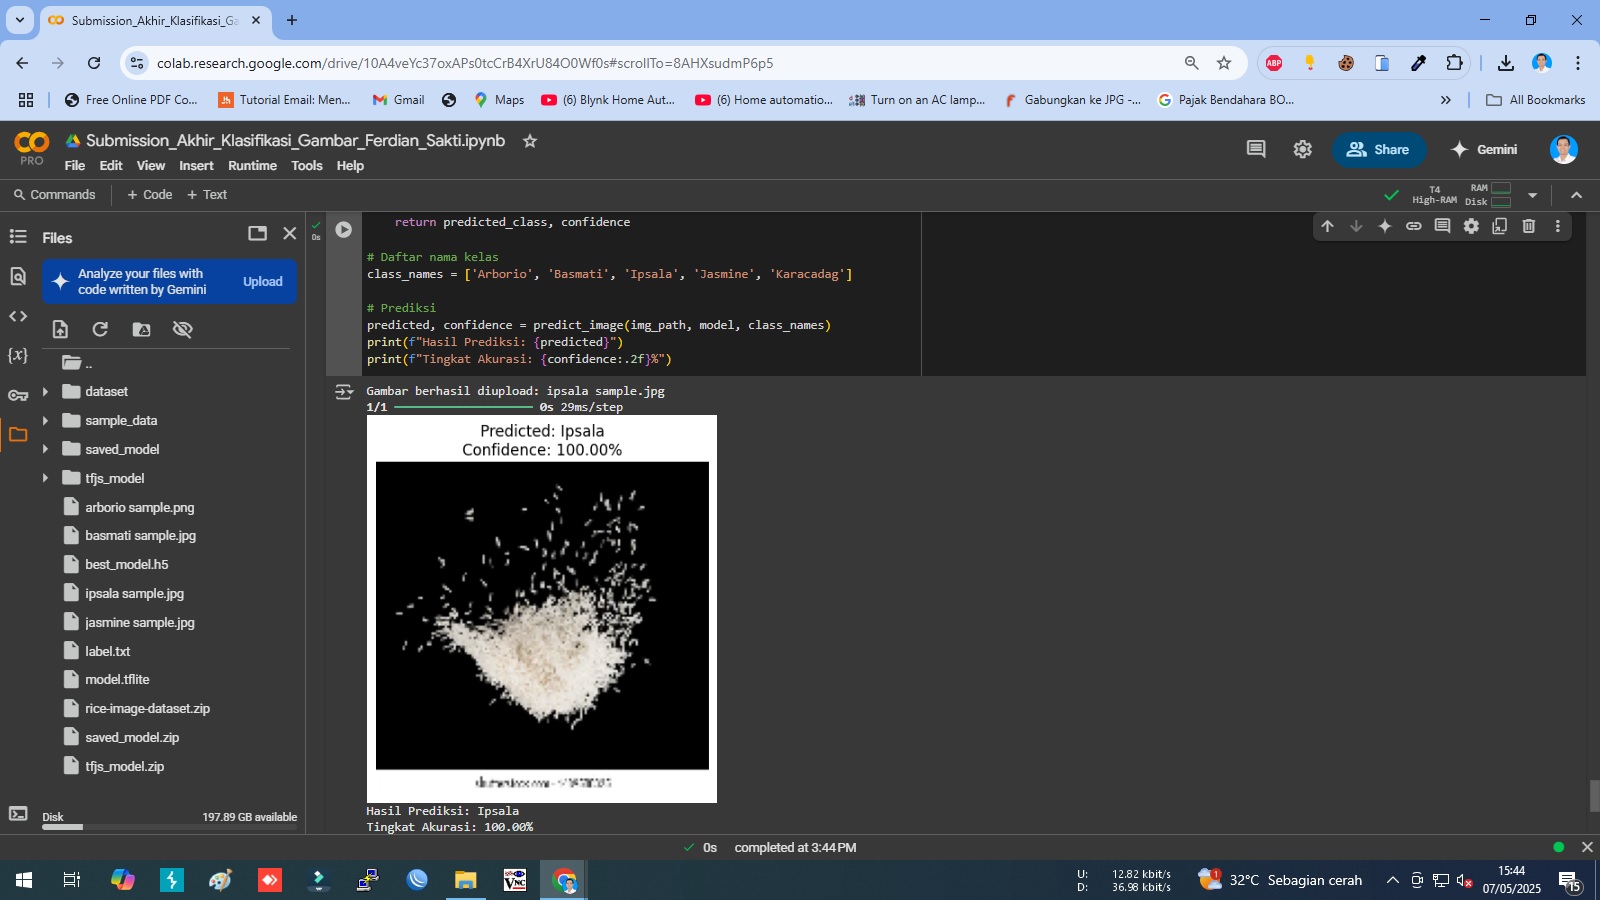 Submission_Akhir_Klasifikasi_Ga
colab.research.google.com/drive/10A4veYc37oxAPs0tcCrB4XrU84O0Wf0s#scrollTo=8AHXsudmP6p5
ABP
Free Online PDF Co...
Tutorial Email: Men...
Gmail
Maps
(6) Blynk Home Aut...
(6) Home automatio...
Turn on an AC lamp...
Gabungkan ke JPG -...
Pajak Bendahara BO...
All Bookmarks
PRO
Submission_Akhir_Klasifikasi_Gambar_Ferdian_Sakti.ipynb
File Edit View Insert Runtime Tools Help
Share
Gemini
Commands
+ Code + Text
T4
High-RAM
RAM
Disk
Files
Analyze your files with
code written by Gemini
Upload
..
dataset
sample_data
saved_model
tfjs_model
arborio sample.png
basmati sample.jpg
best_model.h5
ipsala sample.jpg
jasmine sample.jpg
label.txt
model.tflite
rice-image-dataset.zip
saved_model.zip
tfjs_model.zip
Disk 197.89 GB available
0s
return predicted_class, confidence
# Daftar nama kelas
class_names = ['Arborio', 'Basmati', 'Ipsala', 'Jasmine', 'Karacadag']
# Prediksi
predicted, confidence = predict_image(img_path, model, class_names)
print(f"Hasil Prediksi: {predicted}")
print(f"Tingkat Akurasi: {confidence:.2f}%")
Gambar berhasil diupload: ipsala sample.jpg
1/1 0s 29ms/step
Predicted: Ipsala
Confidence: 100.00%
Hasil Prediksi: Ipsala
Tingkat Akurasi: 100.00%
0s completed at 3:44 PM
VNC
U: 12.82 kbit/s
D: 36.98 kbit/s
1
32°C Sebagian cerah
15:44
07/05/2025
15